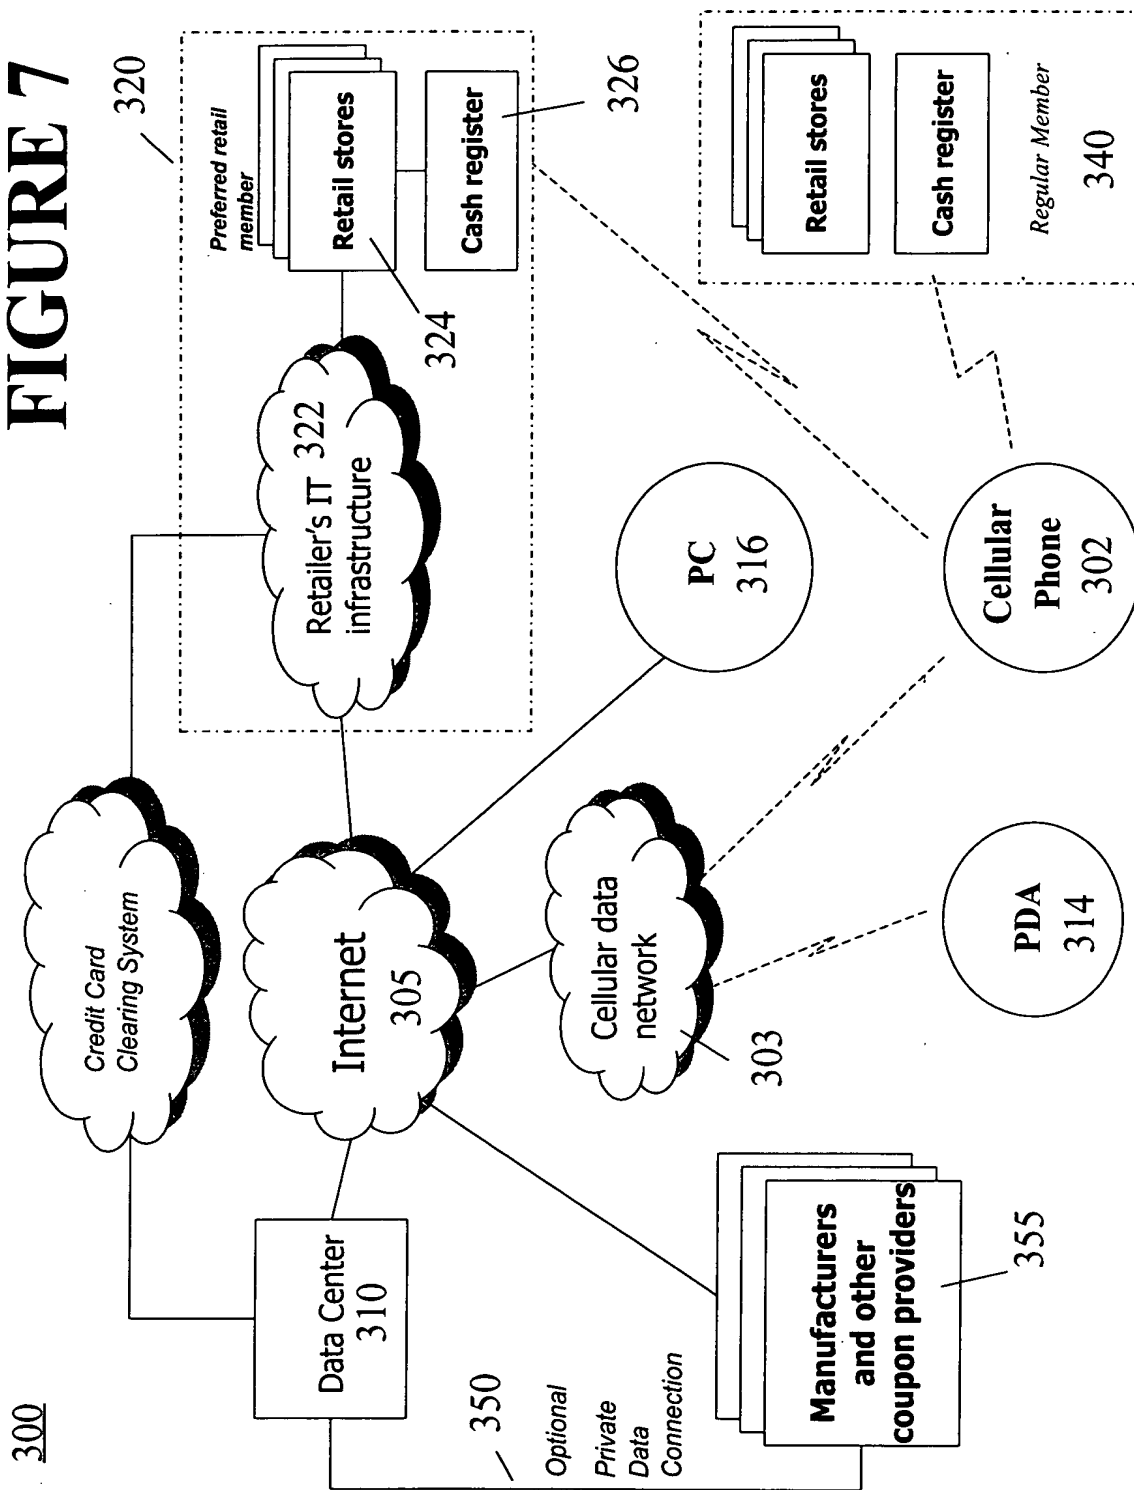 FIGURE 7
300
320
Credit Card
Clearing System
Preferred retail
member
Retail stores
324
Cash register
326
Retailer's IT
322
infrastructure
Internet
305
Data Center
310
350
Optional
Private
Data
Connection
Cellular data
network
303
PC
316
Retail stores
Cash register
Regular Member
340
Manufacturers
and other
coupon providers
355
PDA
314
Cellular
Phone
302